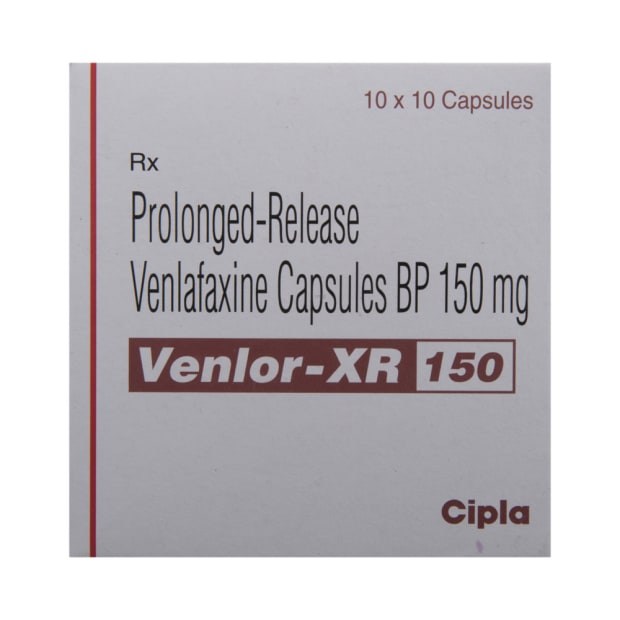 10 x 10 Capsules
Rx
Prolonged-Release
Venlafaxine Capsules BP 150 mg
Venlor-XR 150
Cipla